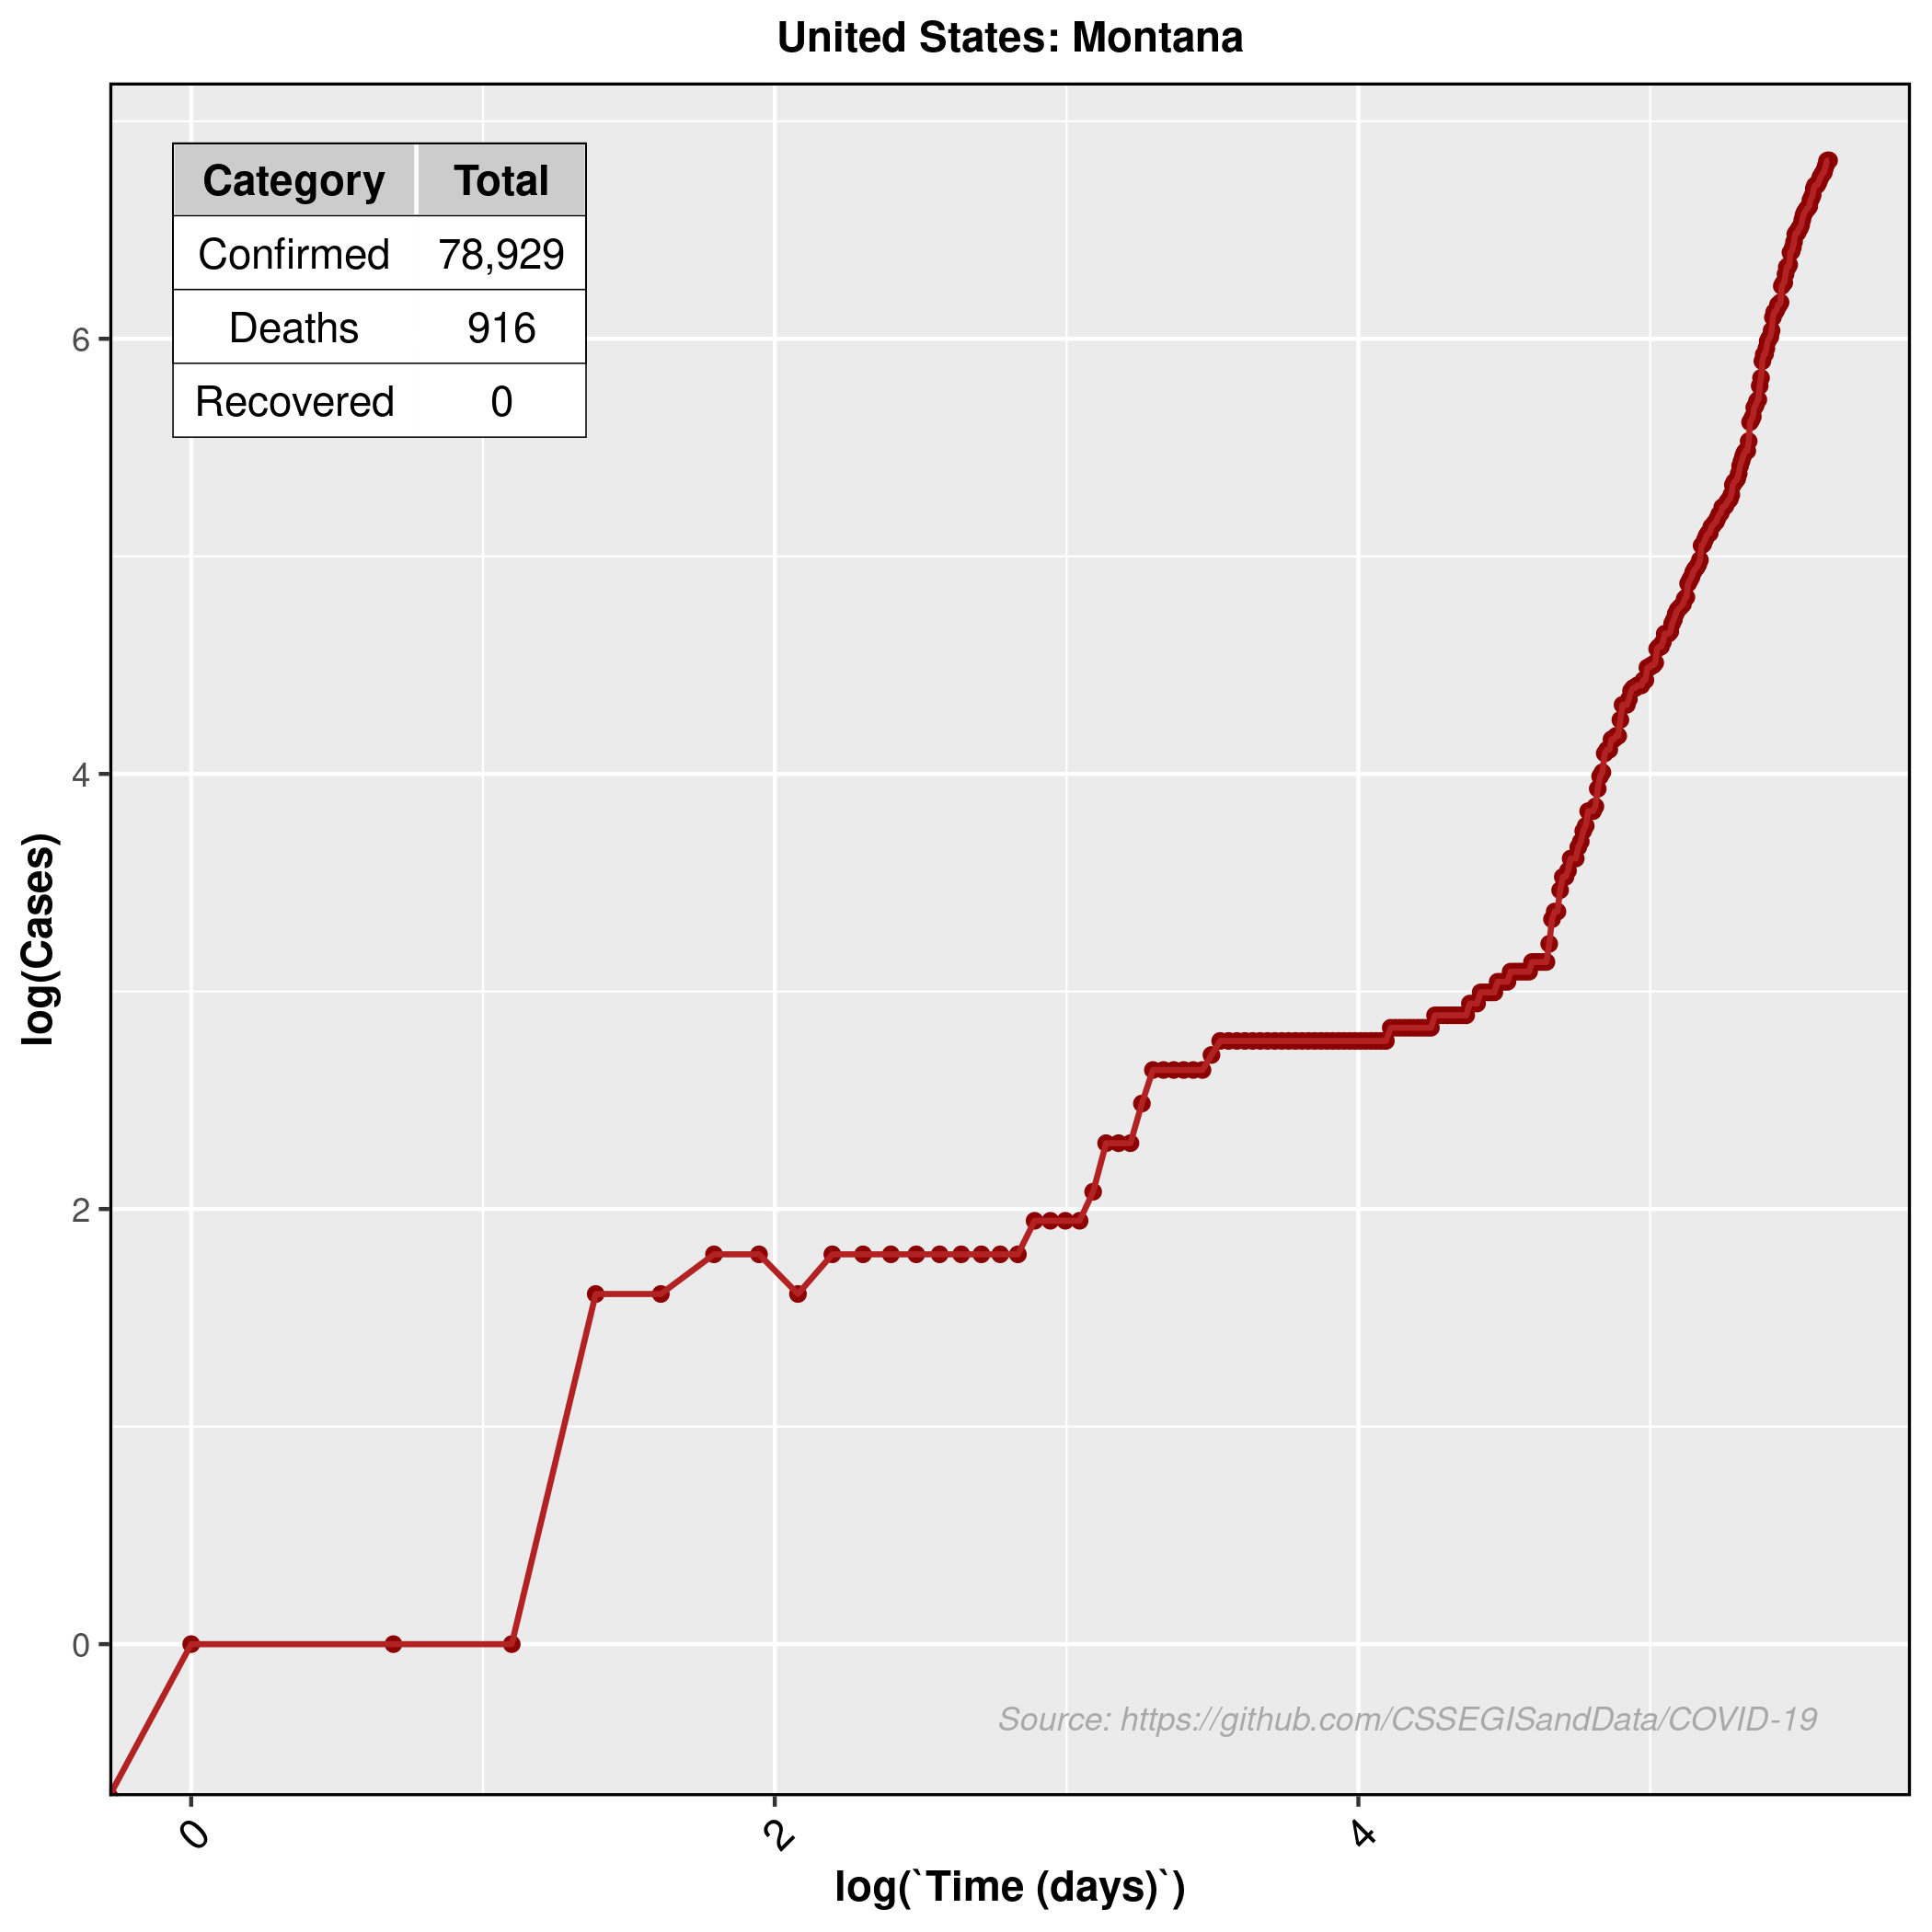 United States: Montana
Category Total
Confirmed 78,929
Deaths 916
Recovered 0
6
4
2
0
log(Cases)
Source: https://github.com/CSSEGISandData/COVID-19
0 2 4
log(`Time (days)`)